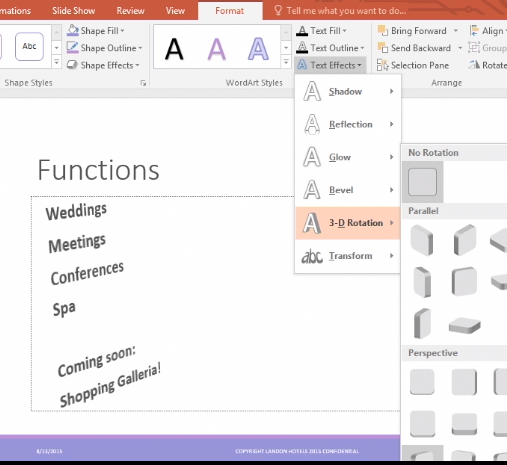 mations Slide Show Review View Format Tell me what you want to do...
Abc
Shape Fill
Shape Outline
Shape Effects
Shape Styles
A A A
WordArt Styles
Text Fill
Text Outline
Text Effects
Bring Forward Align
Send Backward Group
Selection Pane Rotate
Arrange
A Shadow
A Reflection
A Glow
A Bevel
A 3-D Rotation
abc Transform
No Rotation
Parallel
Perspective
Functions
Weddings
Meetings
Conferences
Spa
Coming soon:
Shopping Galleria!
8/13/2015 COPYRIGHT LANDON HOTELS 2015 CONFIDENTIAL